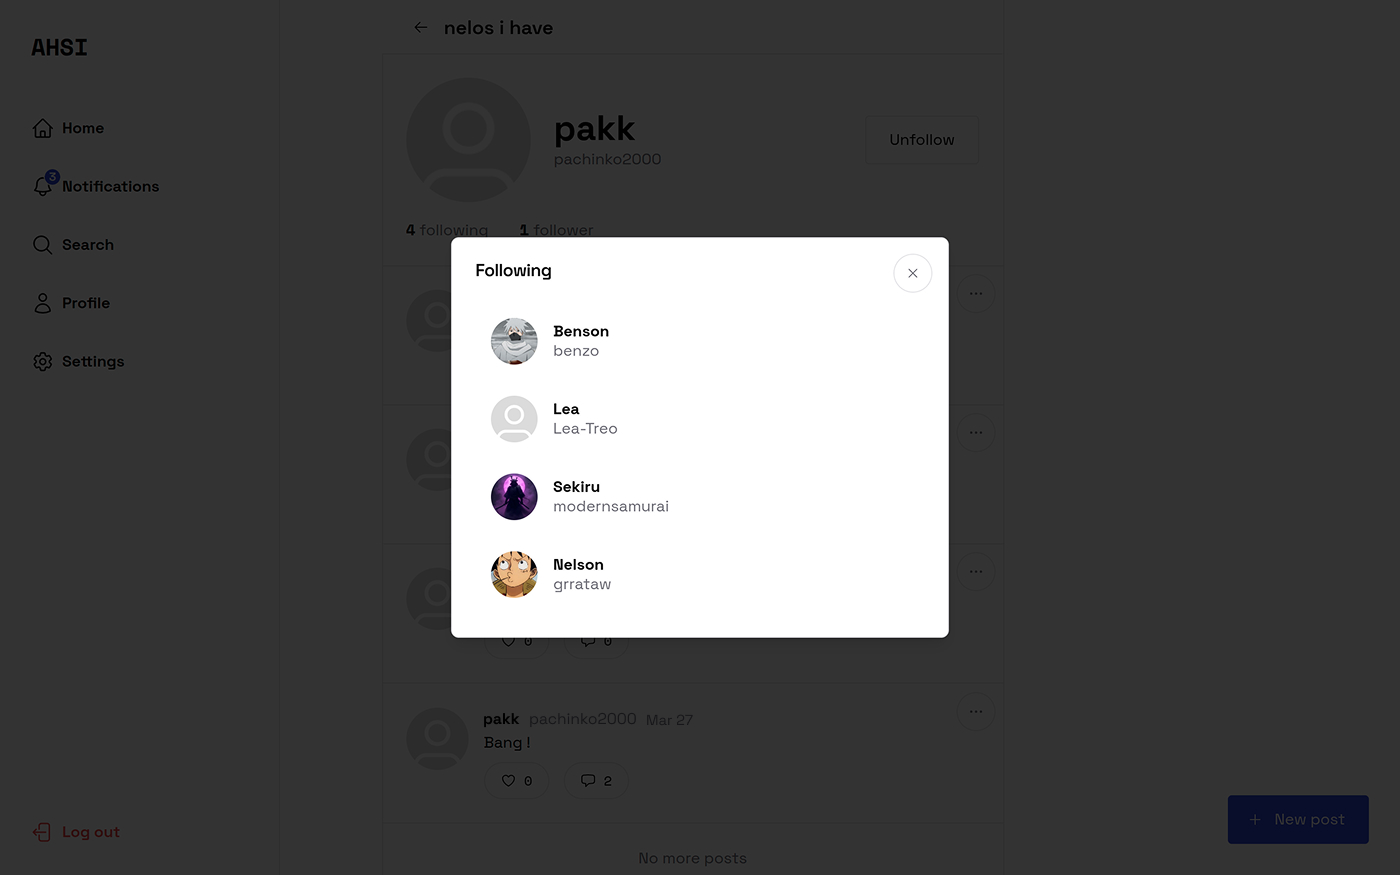 AHSI
Home
3
Notifications
Search
Profile
Settings
Log out
nelos i have
pakk
pachinko2000
Unfollow
4 following 1 follower
Following
Benson
benzo
Lea
Lea-Treo
Sekiru
modernsamurai
Nelson
grrataw
0 0
pakk pachinko2000 Mar 27
Bang !
0 2
No more posts
New post